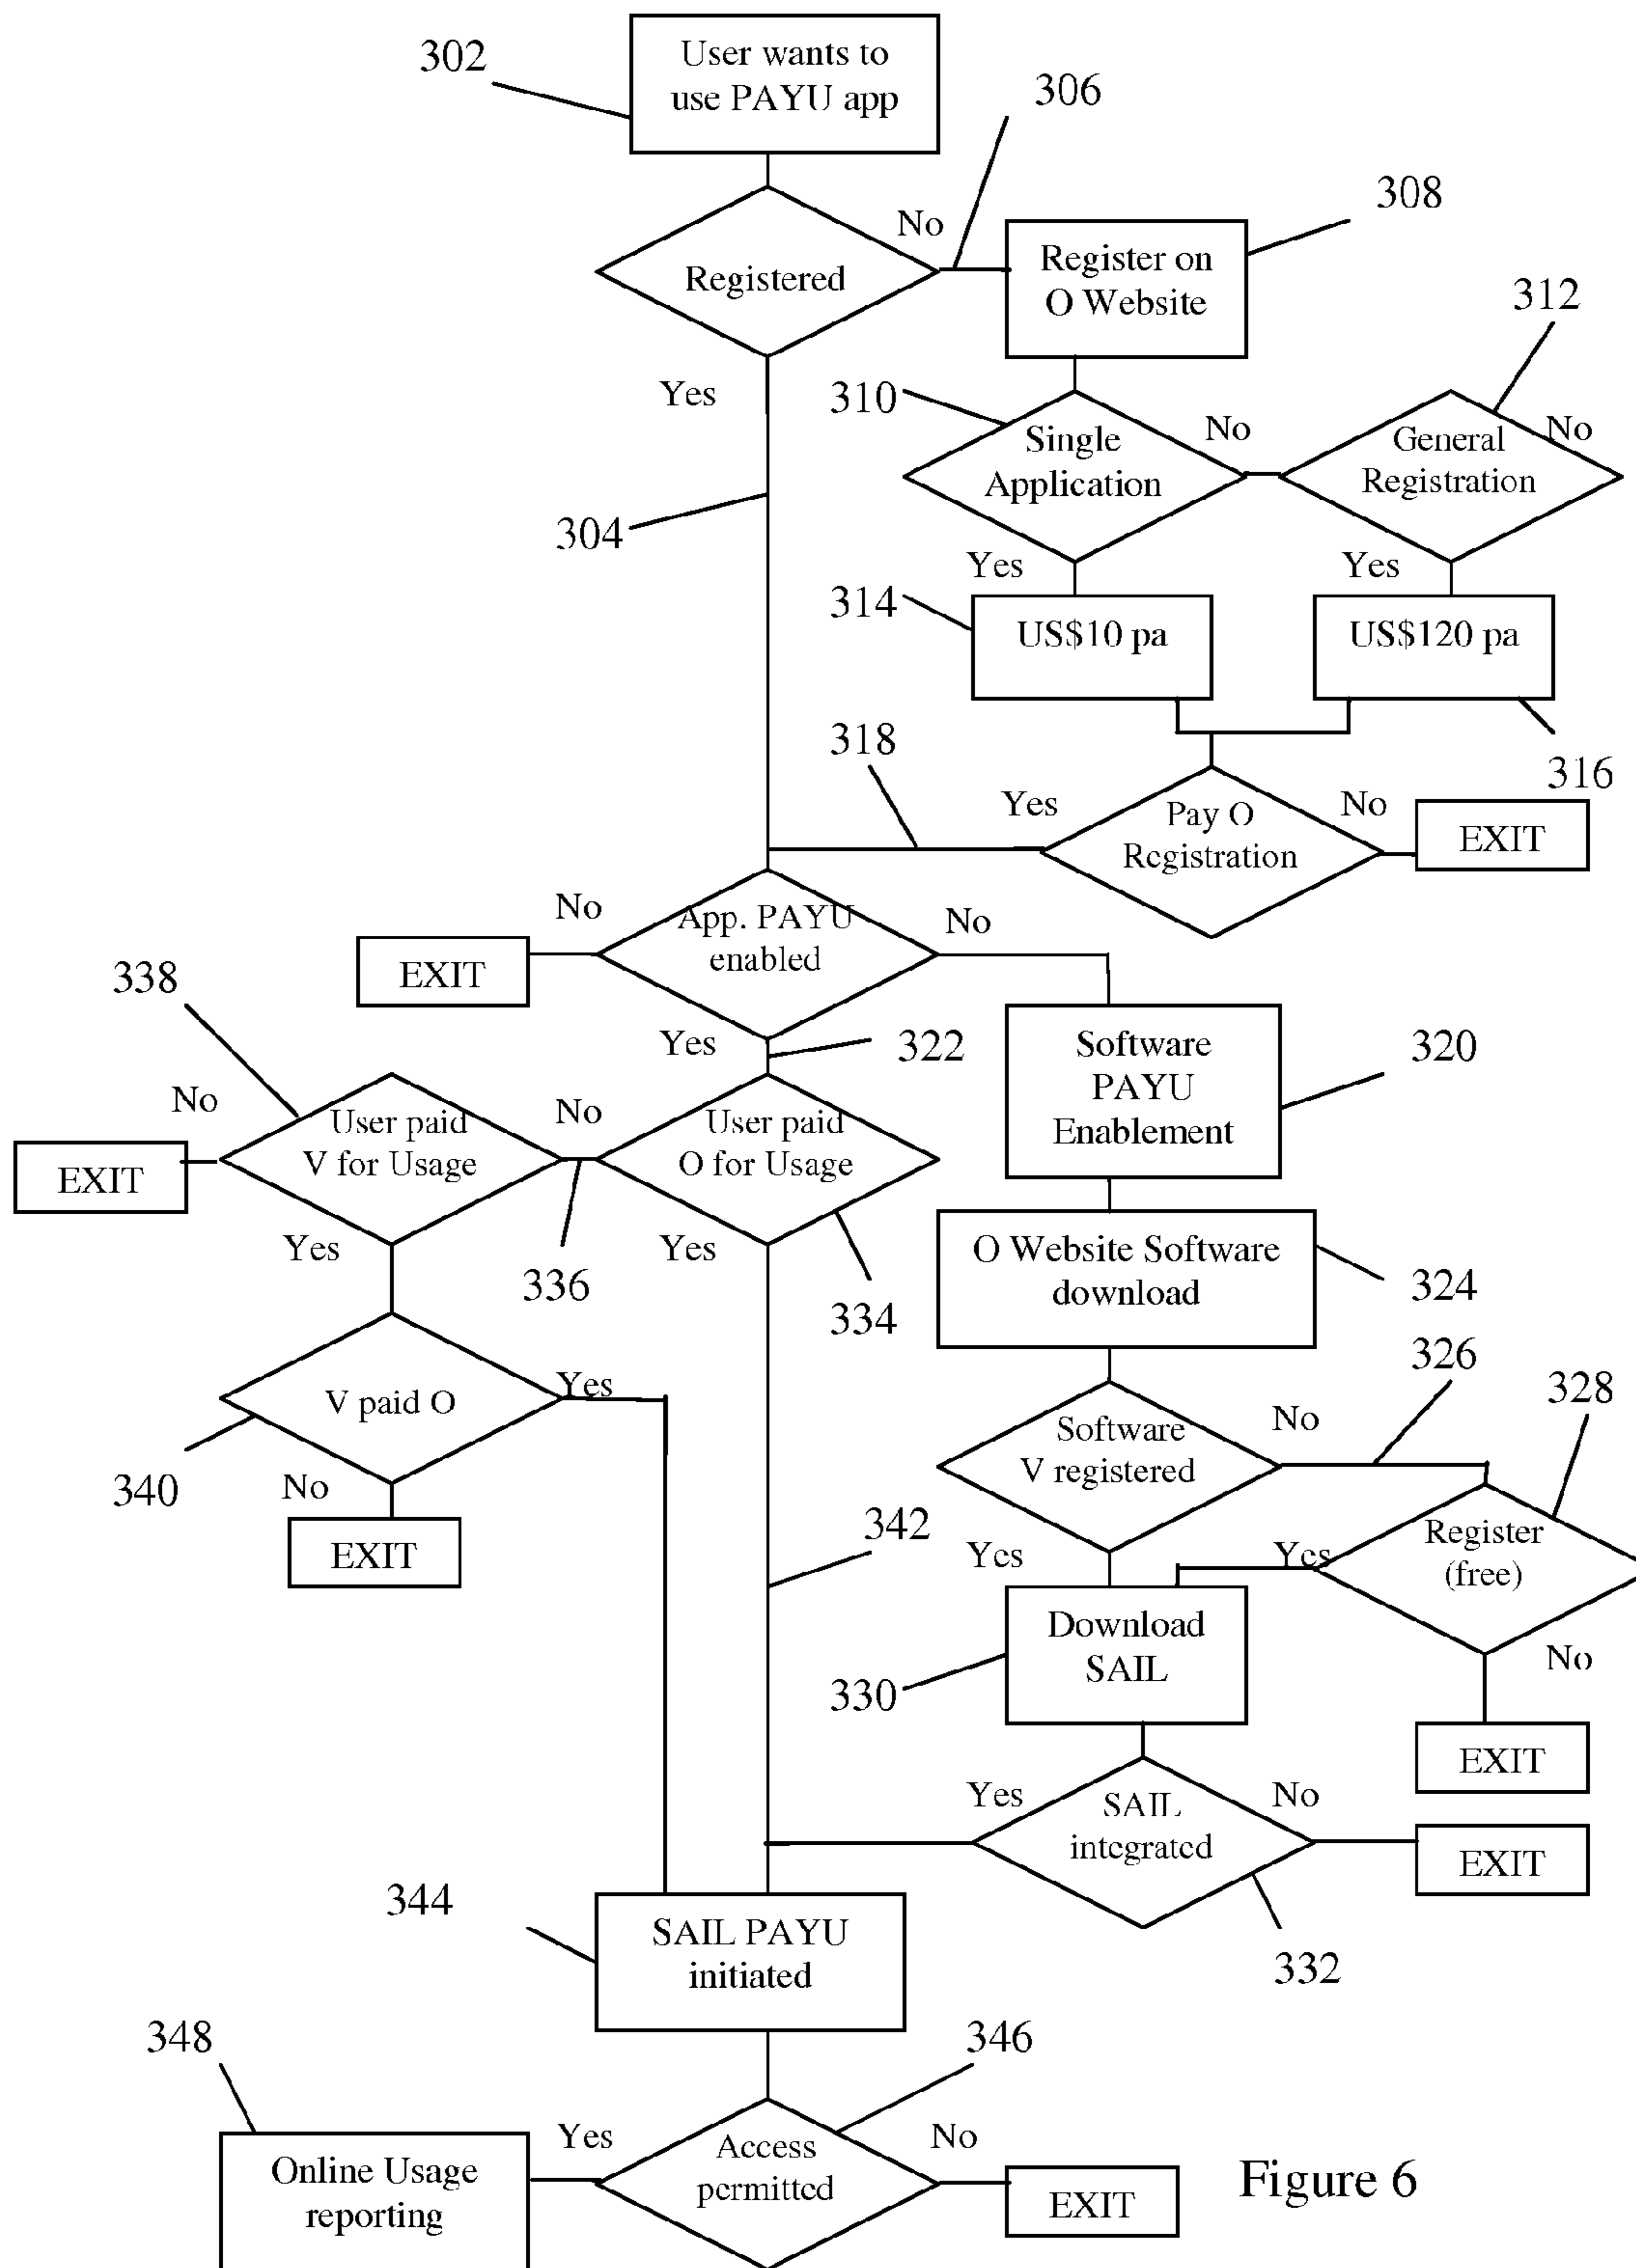 302
User wants to
use PAYU app
306
308
No
Register on
O Website
Registered
312
Yes
310
Single
Application
No
General
Registration
No
304
Yes
Yes
314
US$10 pa
US$120 pa
318
316
Yes
Pay O
Registration
No
EXIT
No
App. PAYU
enabled
No
EXIT
338
Yes
322
Software
PAYU
Enablement
320
No
User paid
V for Usage
No
User paid
O for Usage
EXIT
Yes
336
Yes
334
O Website Software
download
324
326
328
V paid O
Yes
Software
V registered
No
340
No
EXIT
342
Yes
Yes
Register
(free)
Download
SAIL
330
No
EXIT
Yes
SAIL
integrated
No
EXIT
344
SAIL PAYU
initiated
332
348
346
Yes
Access
permitted
No
Online Usage
reporting
EXIT
Figure 6